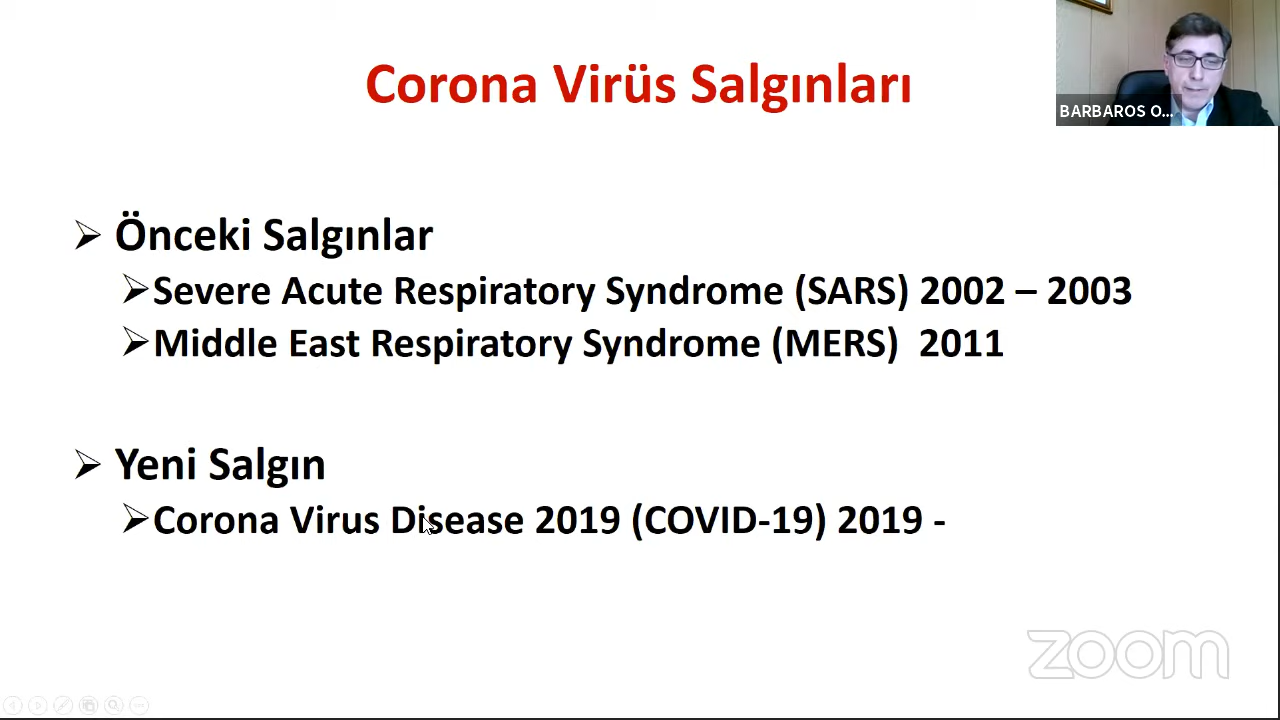 Corona Virüs Salgınları
BARBAROS O...
Önceki Salgınlar
Severe Acute Respiratory Syndrome (SARS) 2002 – 2003
Middle East Respiratory Syndrome (MERS) 2011
Yeni Salgın
Corona Virus Disease 2019 (COVID-19) 2019 -
zoom